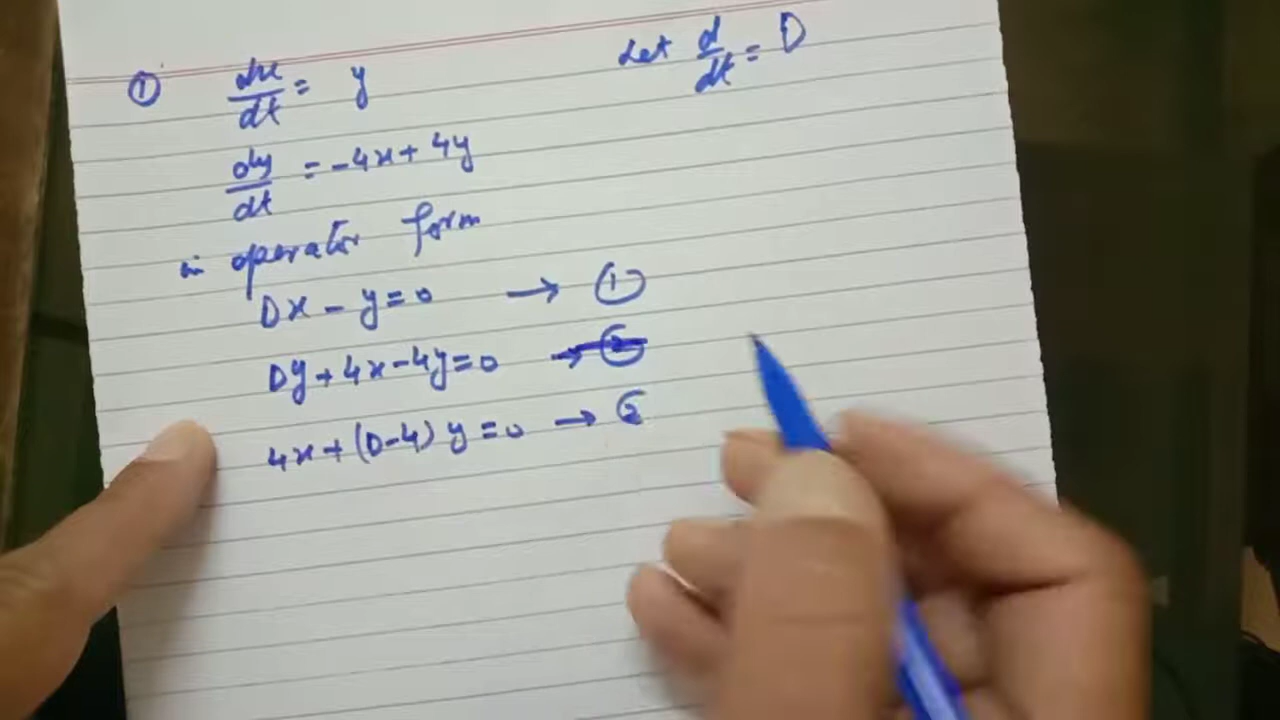 ① dx/dt = y
Let d/dt = D
dy/dt = -4x + 4y
in operator form
Dx - y = 0 → ①
Dy + 4x - 4y = 0 → ②
4x + (D-4) y = 0 → 2